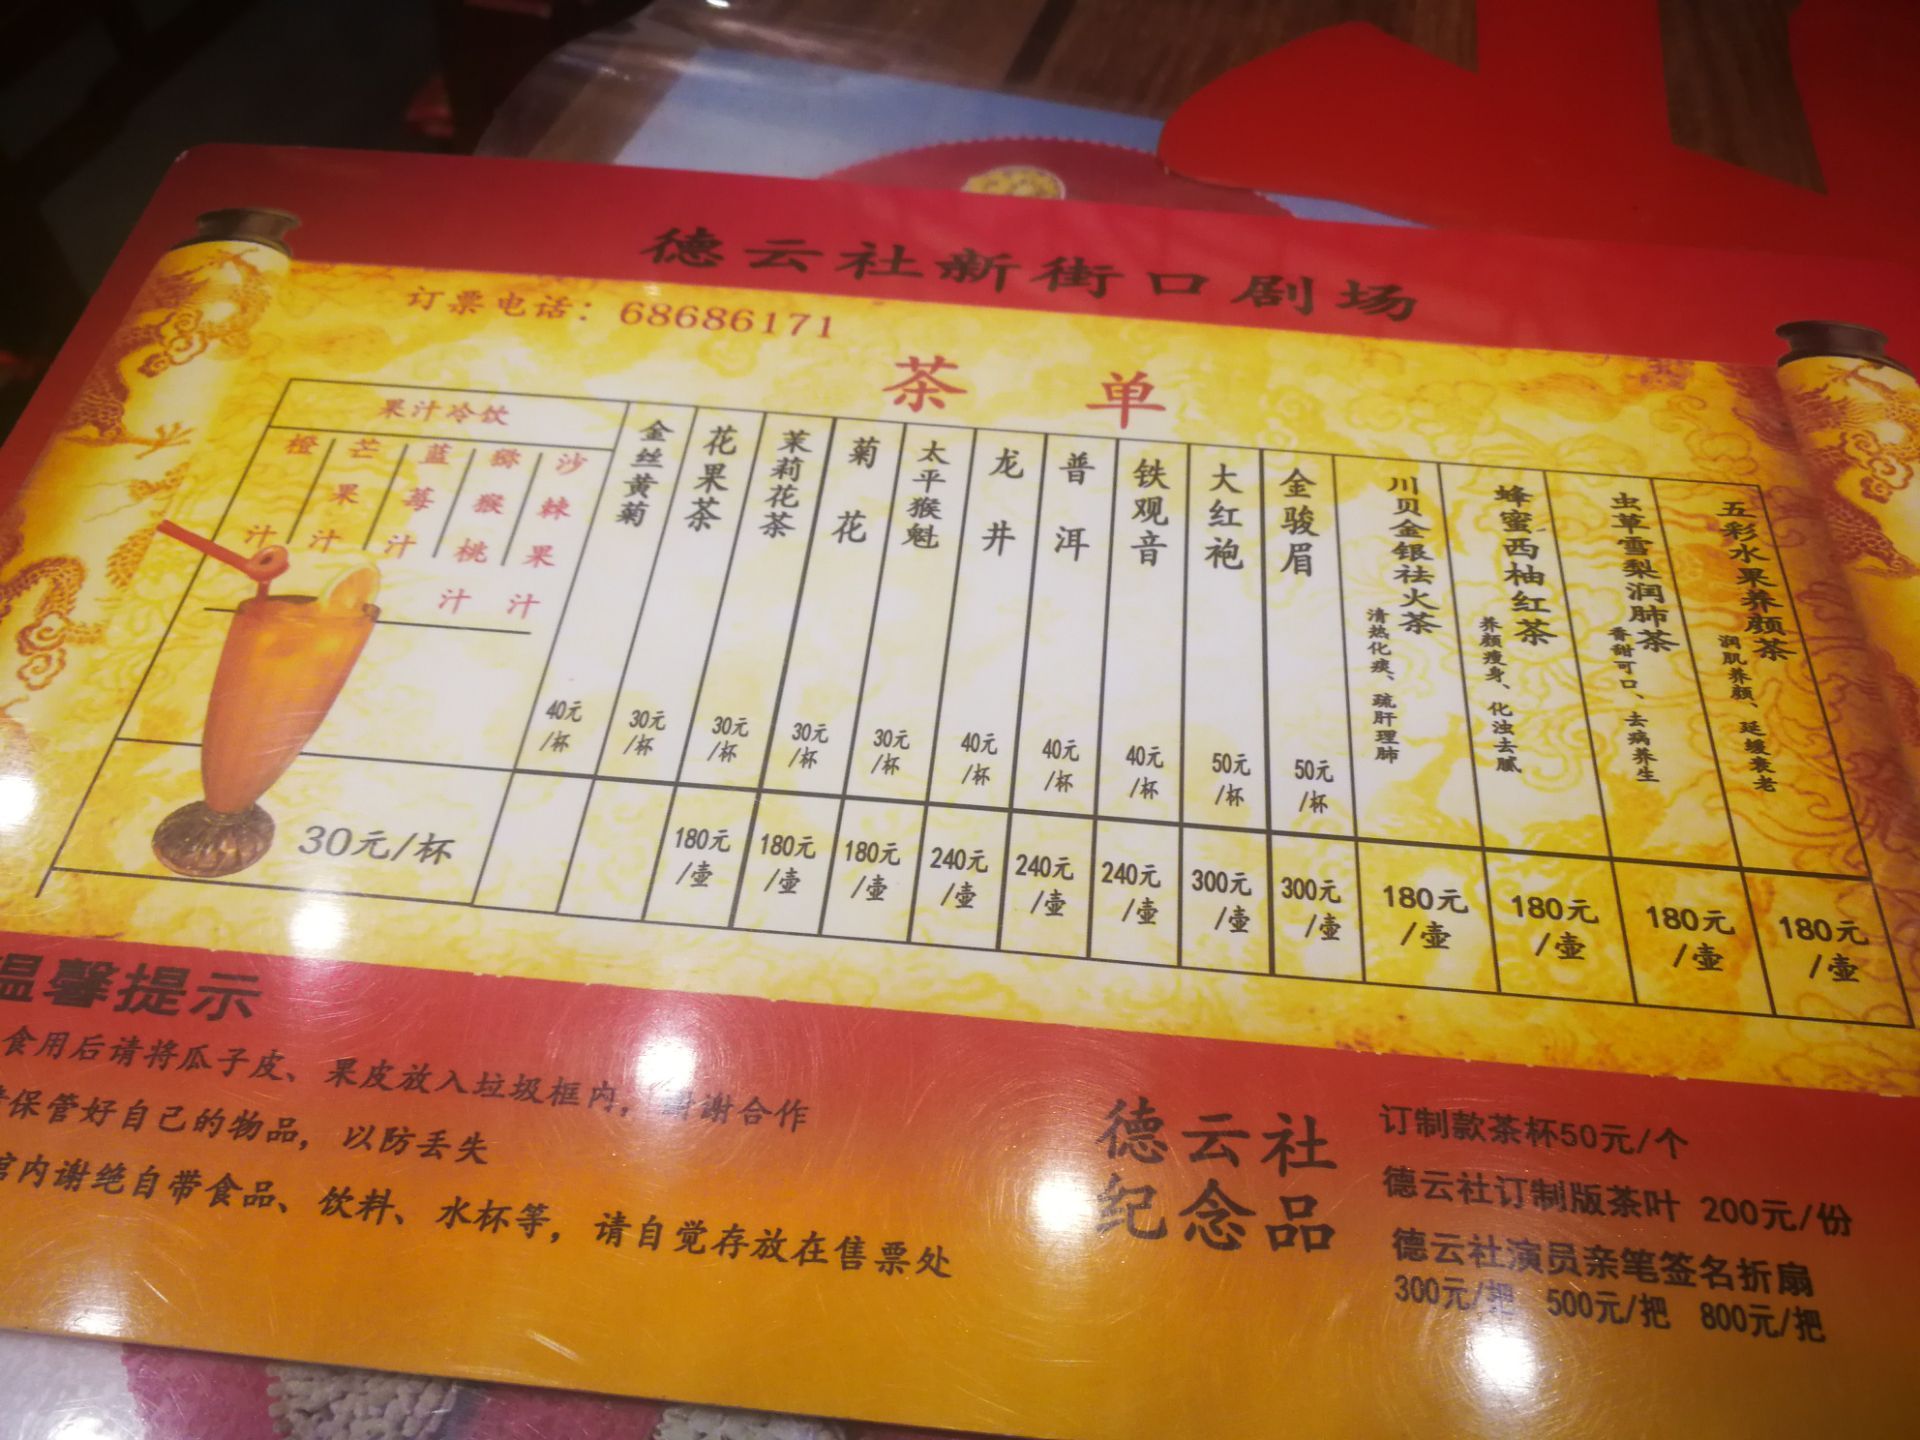 德云社新街口剧场
订票电话：68686171
茶 单
果汁冷饮
橙汁
芒果汁
蓝莓汁
猕猴桃汁
沙棘果汁
30元/杯
金丝黄菊
40元/杯
花果茶
30元/杯
茉莉花茶
30元/杯
180元/壶
菊花
30元/杯
180元/壶
太平猴魁
30元/杯
180元/壶
龙井
40元/杯
240元/壶
普洱
40元/杯
240元/壶
铁观音
40元/杯
240元/壶
大红袍
50元/杯
300元/壶
金骏眉
50元/杯
300元/壶
川贝金银祛火茶
清热化痰、疏肝理肺
180元/壶
蜂蜜西柚红茶
养颜瘦身、化浊去腻
180元/壶
虫草雪梨润肺茶
香甜可口、去病养生
180元/壶
五彩水果养颜茶
润肌养颜、延缓衰老
180元/壶
温馨提示
食用后请将瓜子皮、果皮放入垃圾框内，谢谢合作
请保管好自己的物品，以防丢失
馆内谢绝自带食品、饮料、水杯等，请自觉存放在售票处
德云社
纪念品
订制款茶杯50元/个
德云社订制版茶叶 200元/份
德云社演员亲笔签名折扇
300元/把 500元/把 800元/把